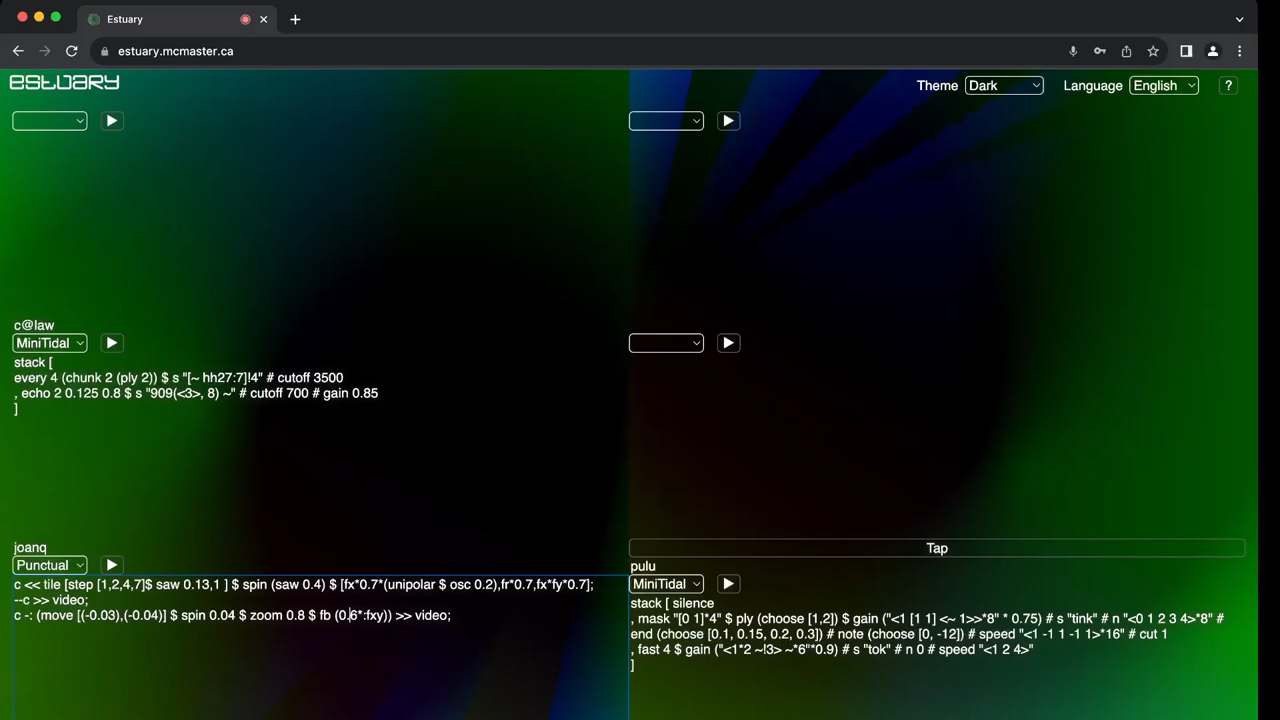 Estuary
estuary.mcmaster.ca
ESTUARY
Theme Dark Language English ?
c@law
MiniTidal
stack [
every 4 (chunk 2 (ply 2)) $ s "[~ hh27:7]!4" # cutoff 3500
, echo 2 0.125 0.8 $ s "909(<3>, 8) ~" # cutoff 700 # gain 0.85
]
joanq
Punctual
c << tile [step [1,2,4,7]$ saw 0.13,1 ] $ spin (saw 0.4) $ [fx*0.7*(unipolar $ osc 0.2),fr*0.7,fx*fy*0.7];
--c >> video;
c -: (move [(-0.03),(-0.04)] $ spin 0.04 $ zoom 0.8 $ fb (0.6*:fxy)) >> video;
Tap
pulu
MiniTidal
stack [ silence
, mask "[0 1]*4" $ ply (choose [1,2]) $ gain ("<1 [1 1] <~ 1>>*8" * 0.75) # s "tink" # n "<0 1 2 3 4>*8" #
end (choose [0.1, 0.15, 0.2, 0.3]) # note (choose [0, -12]) # speed "<1 -1 1 -1 1>*16" # cut 1
, fast 4 $ gain ("<1*2 ~!3> ~*6"*0.9) # s "tok" # n 0 # speed "<1 2 4>"
]